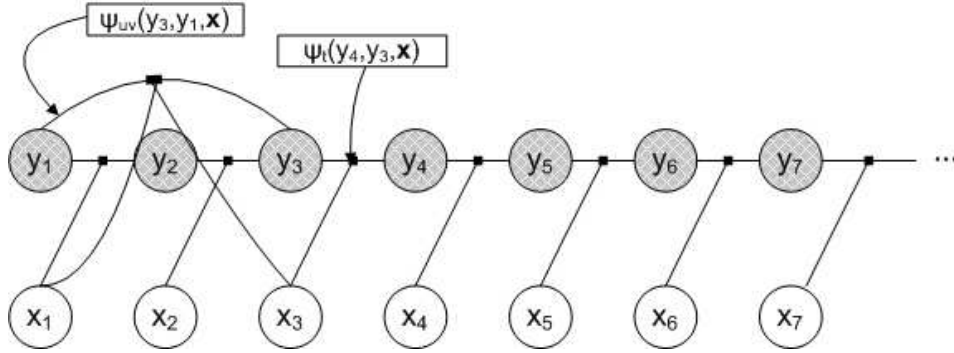 ψuv(y3,y1,x)
ψt(y4,y3,x)
y1 y2 y3 y4 y5 y6 y7 ...
x1 x2 x3 x4 x5 x6 x7